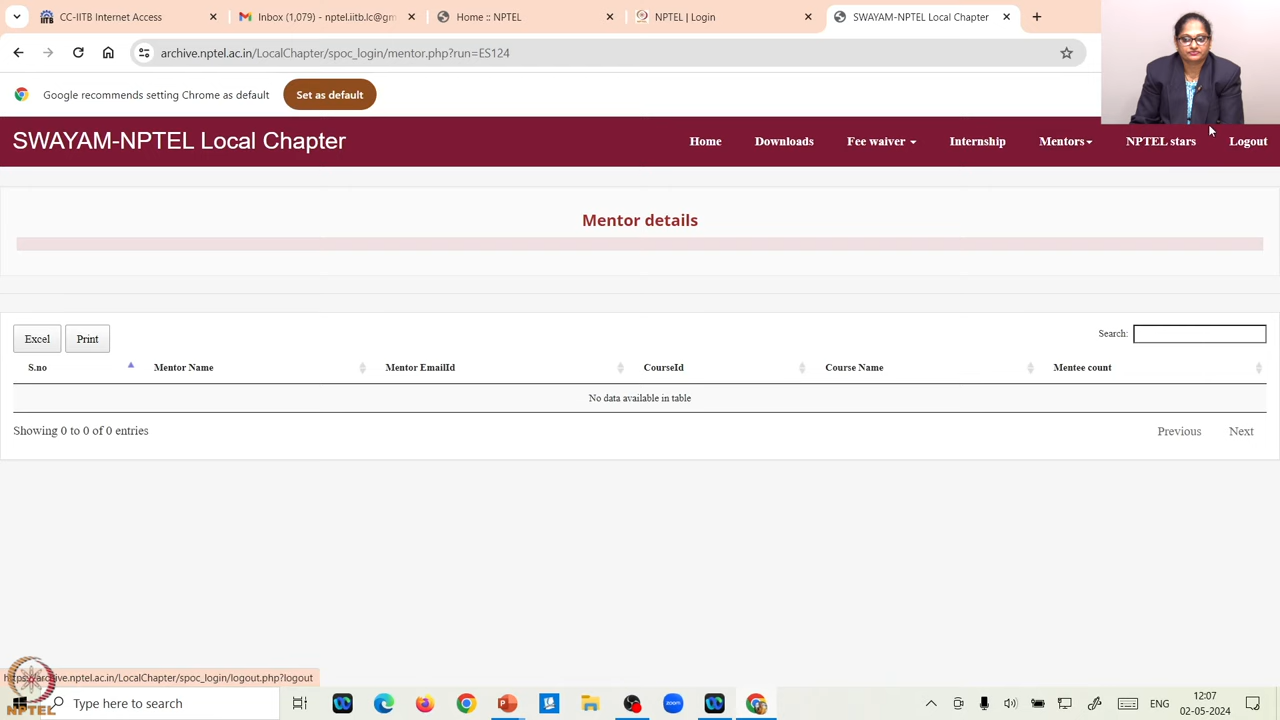 CC-IITB Internet Access
Inbox (1,079) - nptel.iitb.lc@gm
Home :: NPTEL
NPTEL | Login
SWAYAM-NPTEL Local Chapter
archive.nptel.ac.in/LocalChapter/spoc_login/mentor.php?run=ES124
Google recommends setting Chrome as default
Set as default
SWAYAM-NPTEL Local Chapter
Home
Downloads
Fee waiver
Internship
Mentors
NPTEL stars
Logout
Mentor details
Excel
Print
Search:
S.no
Mentor Name
Mentor EmailId
CourseId
Course Name
Mentee count
No data available in table
Showing 0 to 0 of 0 entries
Previous
Next
https://archive.nptel.ac.in/LocalChapter/spoc_login/logout.php?logout
NPTEL
Type here to search
zoom
ENG
12:07
02-05-2024